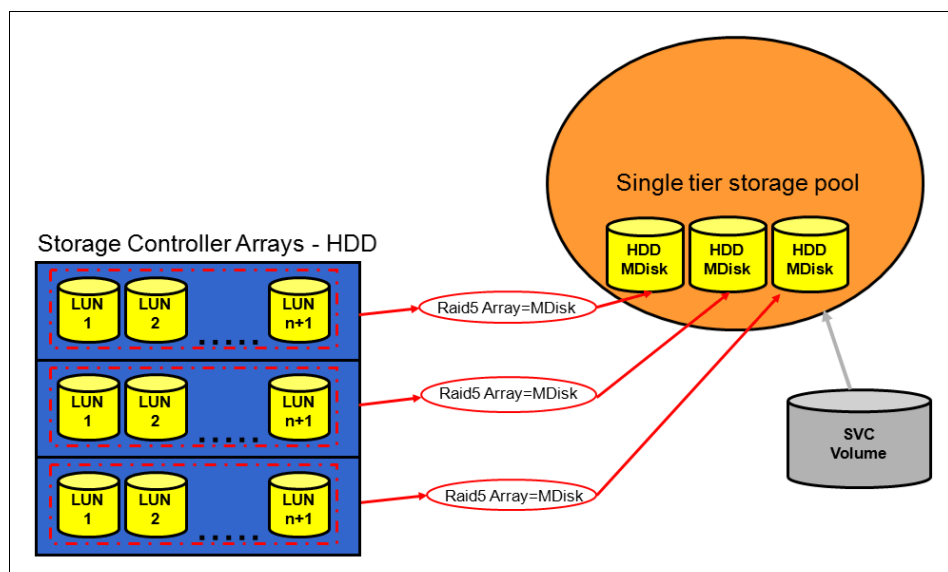 Single tier storage pool
HDD
MDisk
HDD
MDisk
HDD
MDisk
Storage Controller Arrays - HDD
LUN
1
LUN
2
.....
LUN
n+1
Raid5 Array=MDisk
LUN
1
LUN
2
.....
LUN
n+1
Raid5 Array=MDisk
LUN
1
LUN
2
.....
LUN
n+1
Raid5 Array=MDisk
SVC
Volume